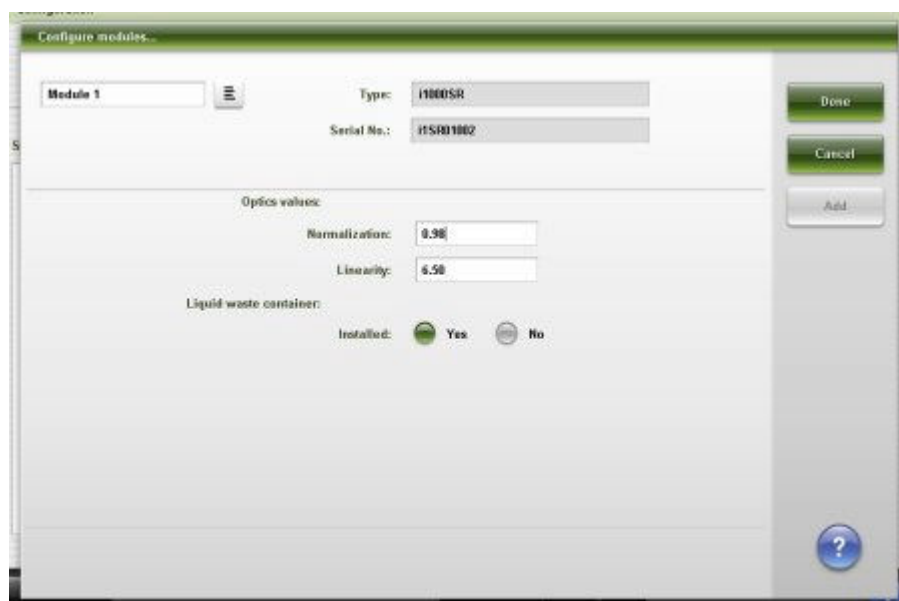 Configure modules...
Module 1
Type: i1000SR
Serial No.: i1SR01002
Done
Cancel
Add
Optics values:
Normalization: 0.98
Linearity: 6.50
Liquid waste container:
Installed: Yes No
?